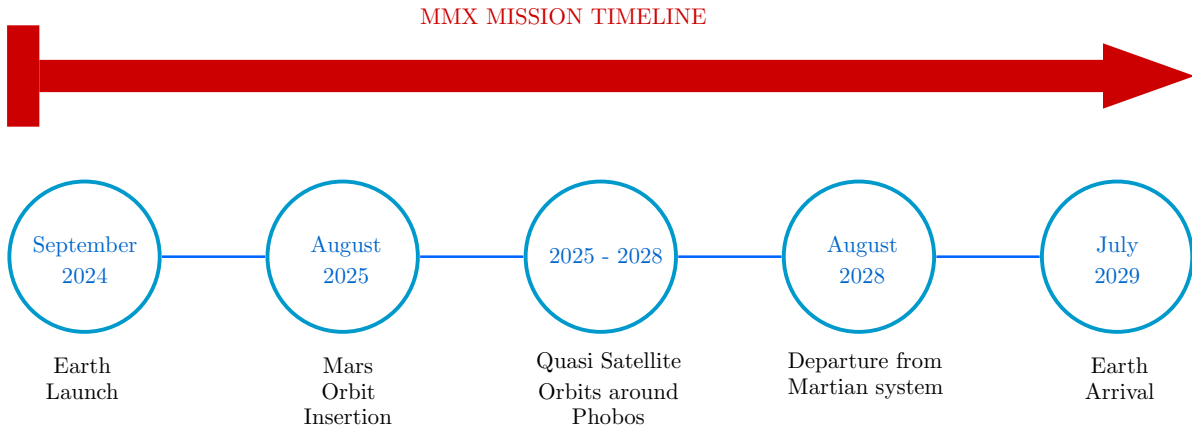 MMX MISSION TIMELINE
September
2024
August
2025
2025 - 2028
August
2028
July
2029
Earth
Launch
Mars
Orbit
Insertion
Quasi Satellite
Orbits around
Phobos
Departure from
Martian system
Earth
Arrival